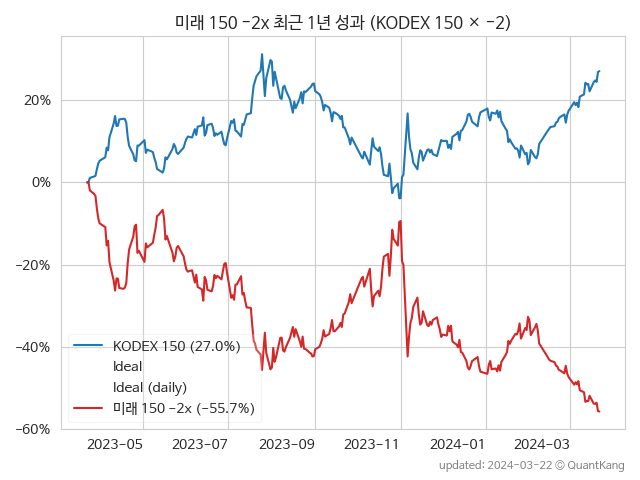 미래 150 −2x 최근 1년 성과 (KODEX 150 × −2)
20%
0%
−20%
−40%
−60%
KODEX 150 (27.0%)
Ideal
Ideal (daily)
미래 150 −2x (−55.7%)
2023-05
2023-07
2023-09
2023-11
2024-01
2024-03
updated: 2024-03-22 © QuantKang